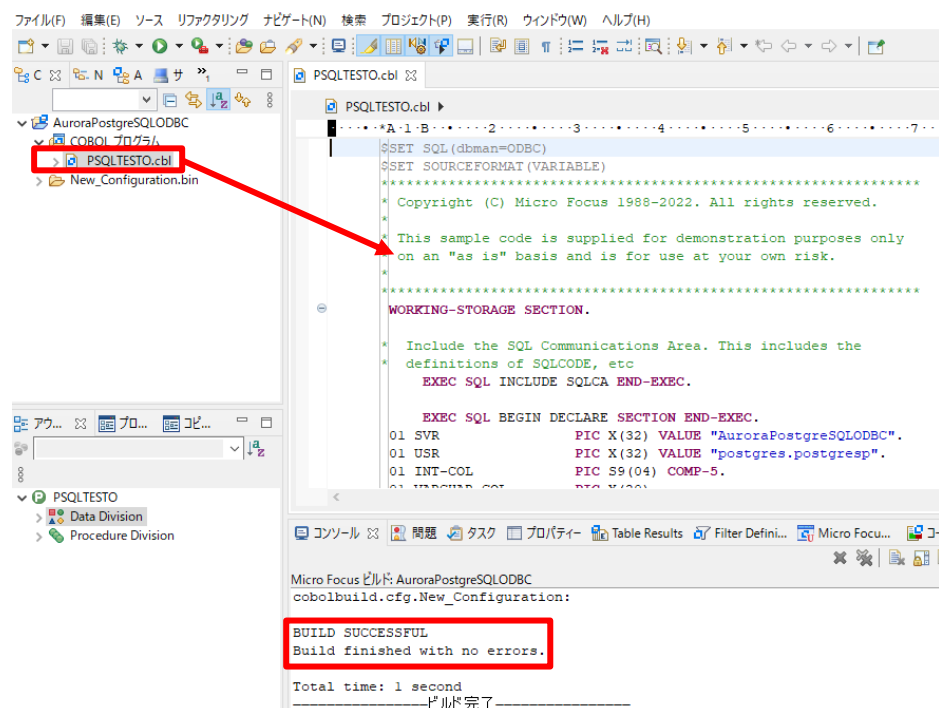 ファイル(F) 編集(E) ソース リファクタリング ナビゲート(N) 検索 プロジェクト(P) 実行(R) ウィンドウ(W) ヘルプ(H)
C N A サ »1
AuroraPostgreSQLODBC
COBOL プログラム
PSQLTESTO.cbl
New_Configuration.bin
PSQLTESTO.cbl
PSQLTESTO.cbl
*A·1·B··•····2····•····3····•····4····•····5····•····6····•····7··
$SET SQL(dbman=ODBC)
$SET SOURCEFORMAT(VARIABLE)
************************************************************
* Copyright (C) Micro Focus 1988-2022. All rights reserved.
*
* This sample code is supplied for demonstration purposes only
* on an "as is" basis and is for use at your own risk.
*
************************************************************
WORKING-STORAGE SECTION.
* Include the SQL Communications Area. This includes the
* definitions of SQLCODE, etc
EXEC SQL INCLUDE SQLCA END-EXEC.
EXEC SQL BEGIN DECLARE SECTION END-EXEC.
01 SVR PIC X(32) VALUE "AuroraPostgreSQLODBC".
01 USR PIC X(32) VALUE "postgres.postgresp".
01 INT-COL PIC S9(04) COMP-5.
アウ... プロ... コピ...
PSQLTESTO
Data Division
Procedure Division
コンソール 問題 タスク プロパティー Table Results Filter Defini... Micro Focu... コー
Micro Focus ビルド: AuroraPostgreSQLODBC
cobolbuild.cfg.New_Configuration:
BUILD SUCCESSFUL
Build finished with no errors.
Total time: 1 second
----------------ビルド完了----------------